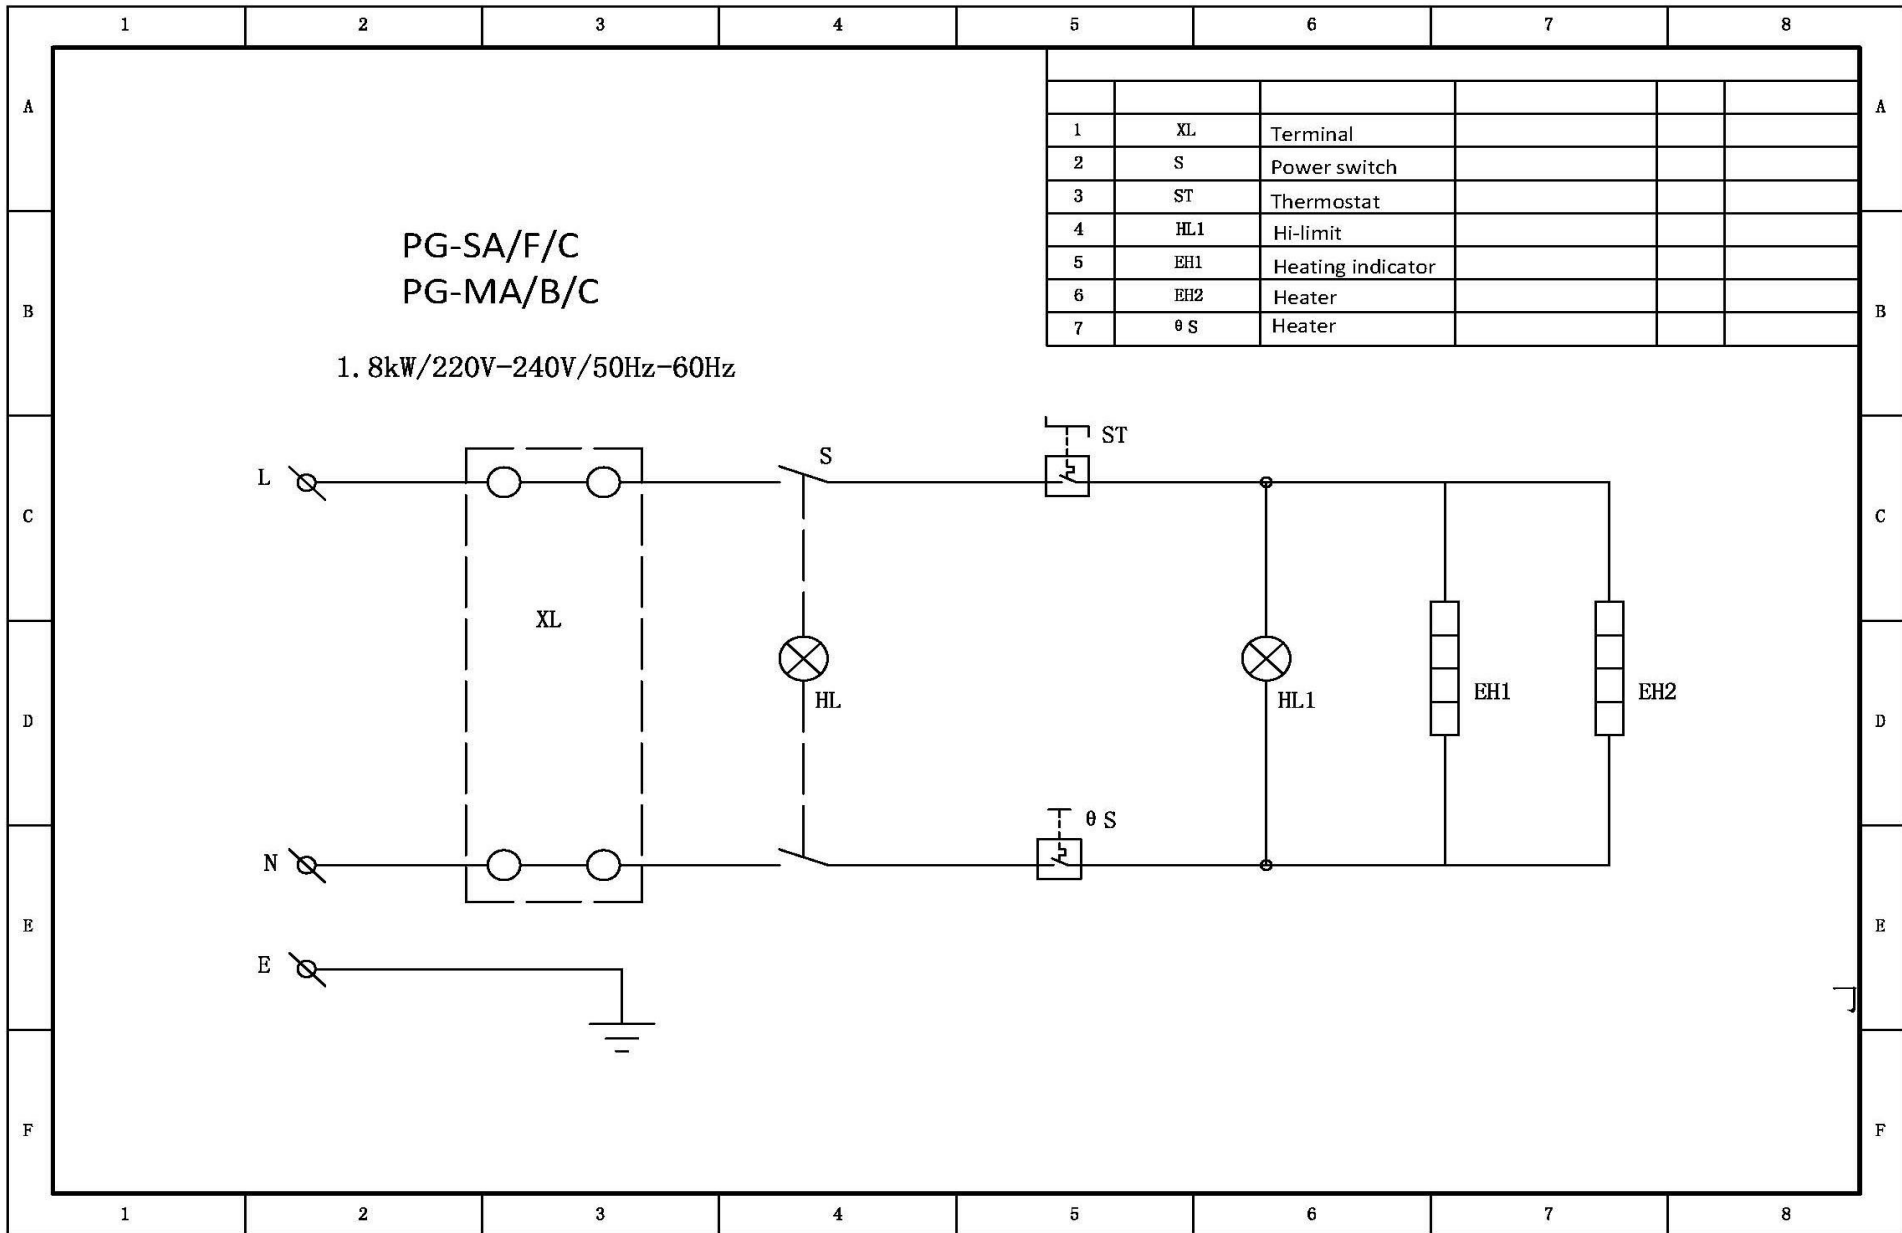 1 2 3 4 5 6 7 8
A A
1 XL Terminal
2 S Power switch
3 ST Thermostat
4 HL1 Hi-limit
5 EH1 Heating indicator
6 EH2 Heater
7 θ S Heater
B B
PG-SA/F/C
PG-MA/B/C
1.8kW/220V-240V/50Hz-60Hz
ST
S
L
C C
XL
HL
HL1
EH1
EH2
D D
θ S
N
E E
E
F F
1 2 3 4 5 6 7 8